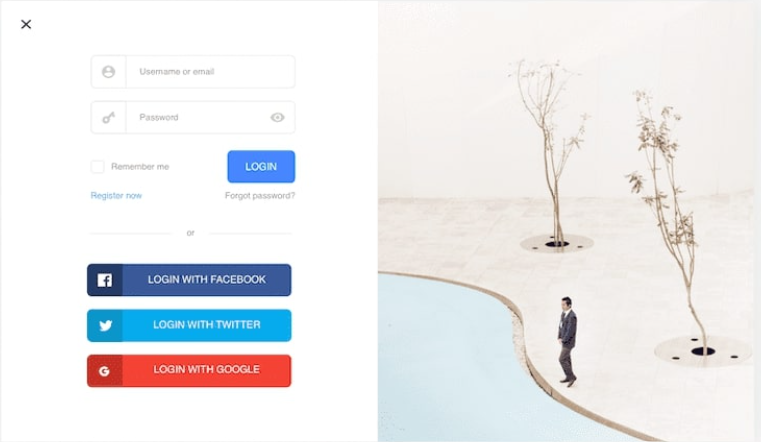 Username or email
Password
Remember me
LOGIN
Register now
Forgot password?
or
LOGIN WITH FACEBOOK
LOGIN WITH TWITTER
LOGIN WITH GOOGLE